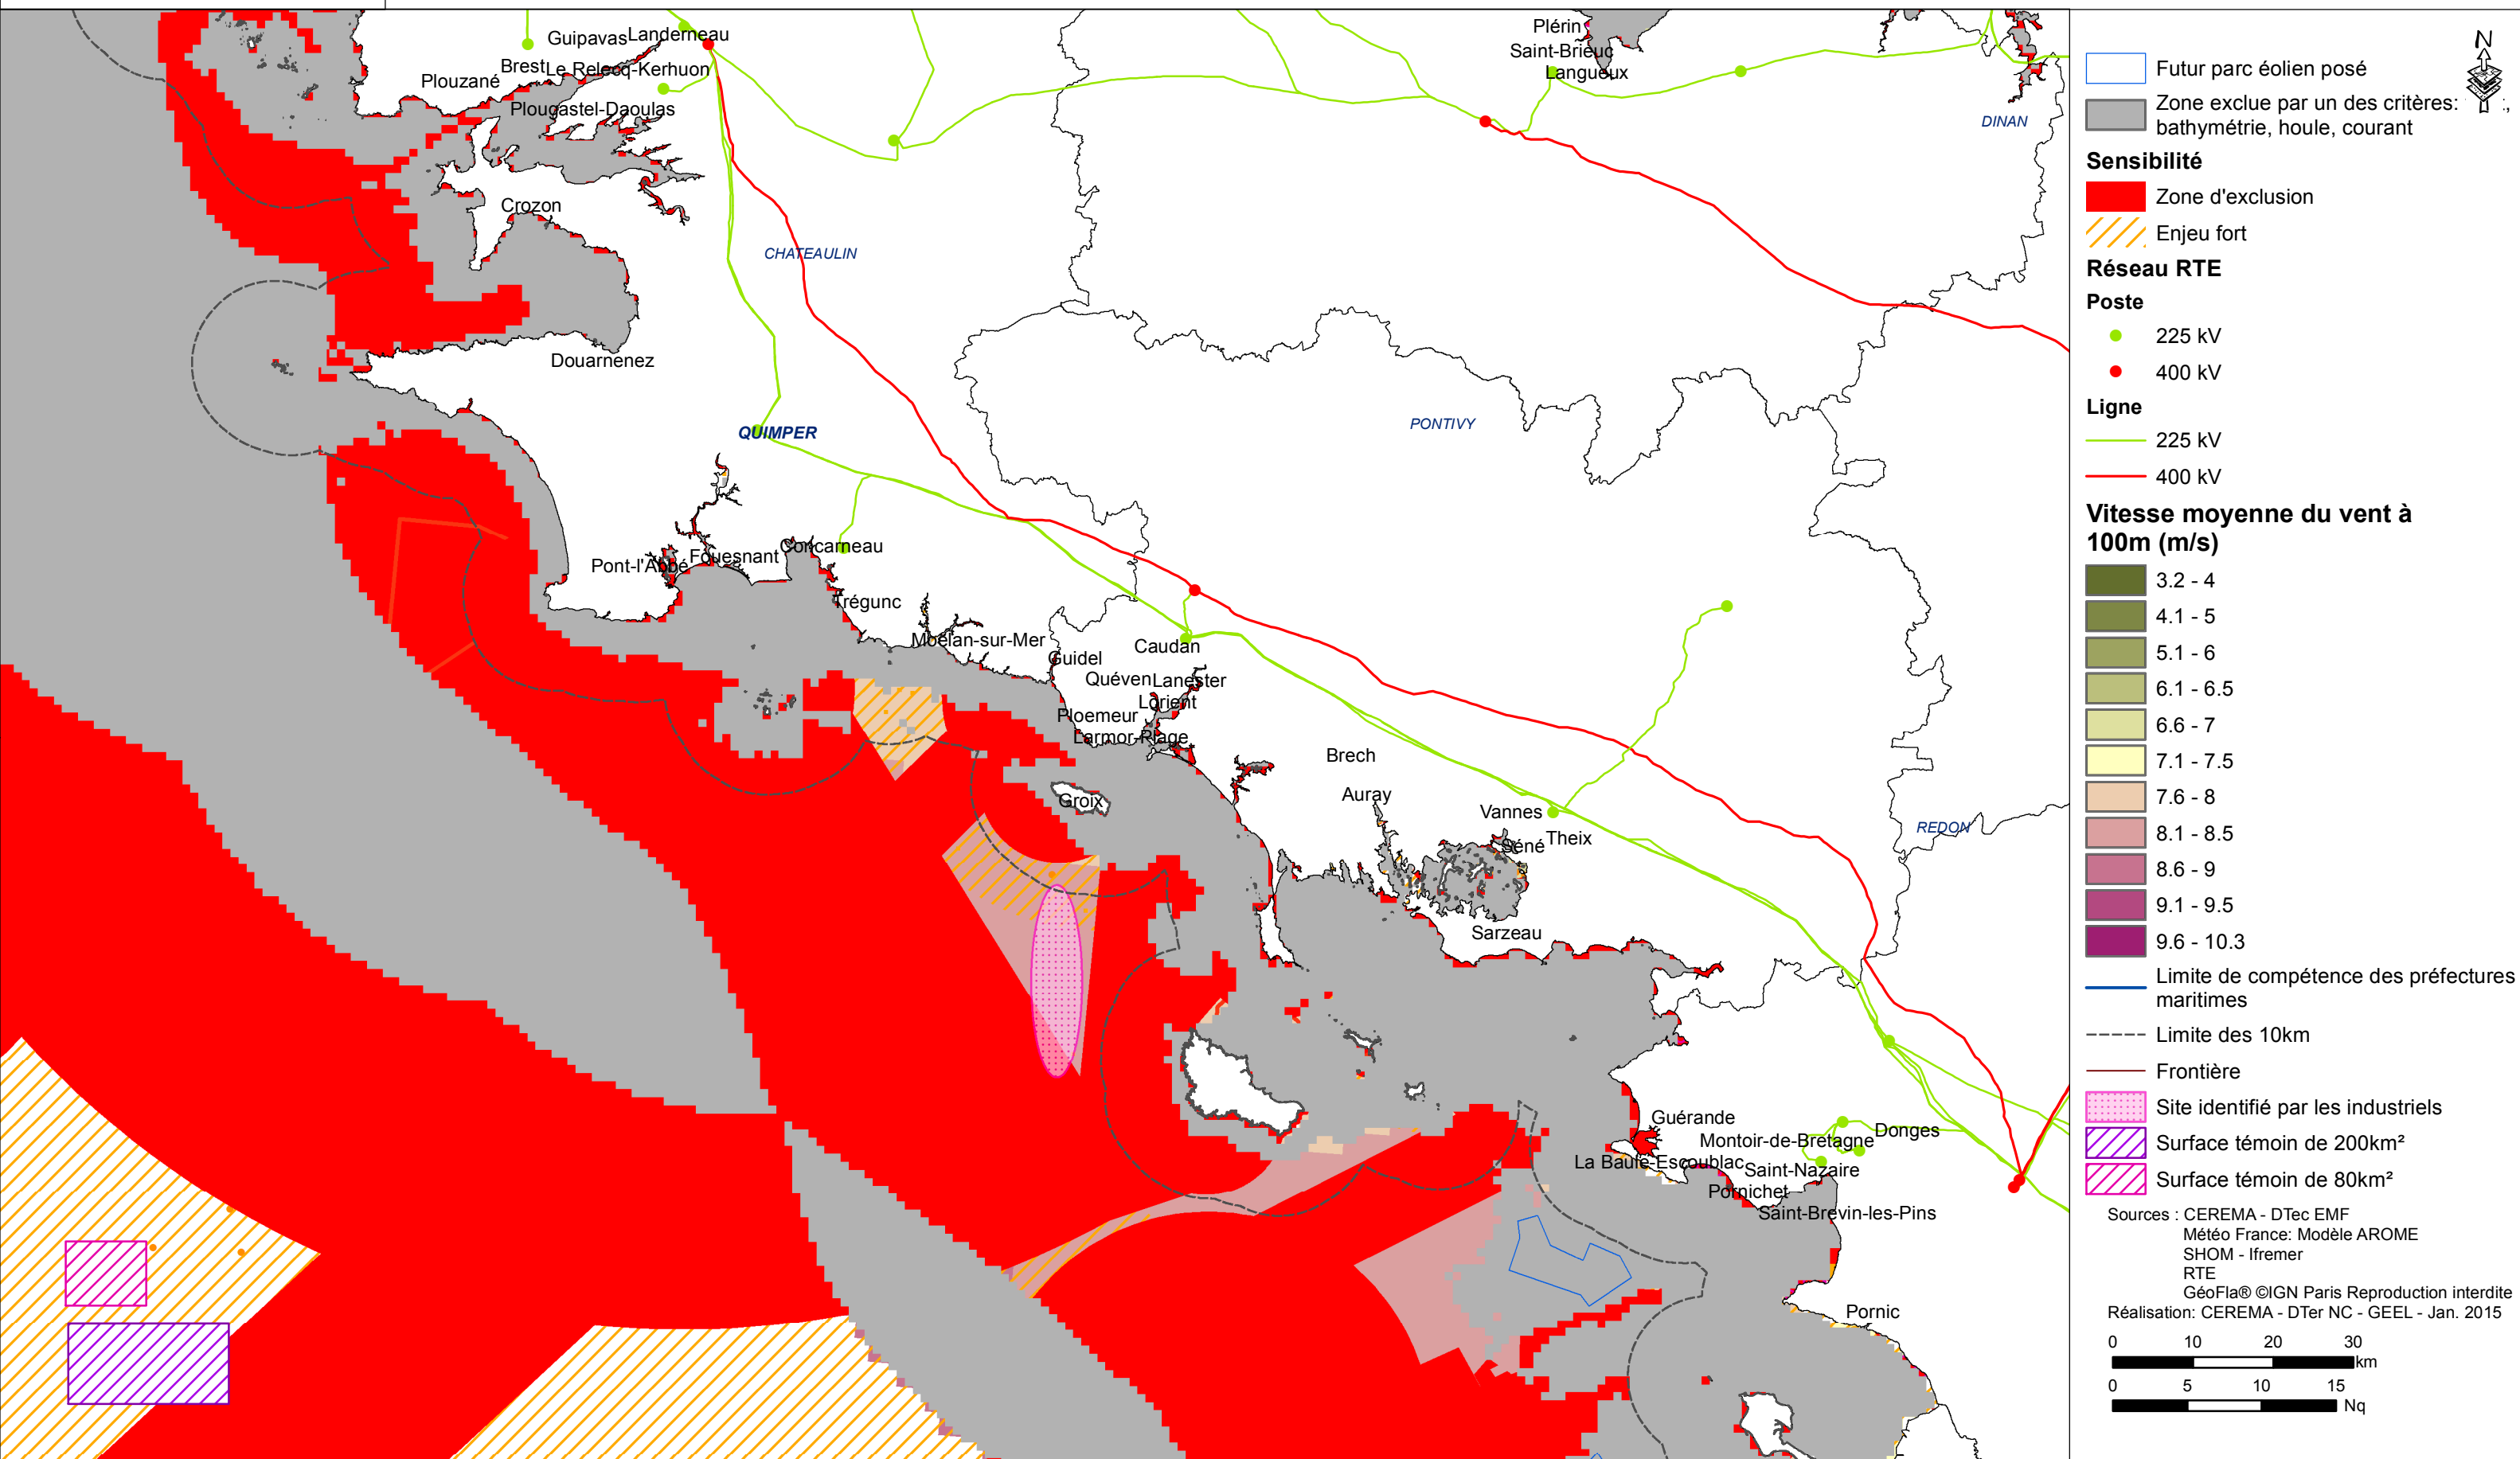 Plérin
Saint-Brieuc
Langueux
Guipavas
Landerneau
Brest
Le Relecq-Kerhuon
Plouzané
Plougastel-Daoulas
DINAN
Crozon
CHATEAULIN
Douarnenez
QUIMPER
PONTIVY
Pont-l'Abbé
Fouesnant
Concarneau
Trégunc
Moëlan-sur-Mer
Guidel
Caudan
Quéven
Lanester
Lorient
Ploemeur
Larmor-Plage
Groix
Brech
Auray
Vannes
Séné
Theix
REDON
Sarzeau
Guérande
Montoir-de-Bretagne
Donges
La Baule-Escoublac
Saint-Nazaire
Pornichet
Saint-Brevin-les-Pins
Pornic
N
Futur parc éolien posé
Zone exclue par un des critères:
bathymétrie, houle, courant
Sensibilité
Zone d'exclusion
Enjeu fort
Réseau RTE
Poste
225 kV
400 kV
Ligne
225 kV
400 kV
Vitesse moyenne du vent à
100m (m/s)
3.2 - 4
4.1 - 5
5.1 - 6
6.1 - 6.5
6.6 - 7
7.1 - 7.5
7.6 - 8
8.1 - 8.5
8.6 - 9
9.1 - 9.5
9.6 - 10.3
Limite de compétence des préfectures
maritimes
Limite des 10km
Frontière
Site identifié par les industriels
Surface témoin de 200km²
Surface témoin de 80km²
Sources : CEREMA - DTec EMF
Météo France: Modèle AROME
SHOM - Ifremer
RTE
GéoFla® ©IGN Paris Reproduction interdite
Réalisation: CEREMA - DTer NC - GEEL - Jan. 2015
0 10 20 30
km
0 5 10 15
Nq